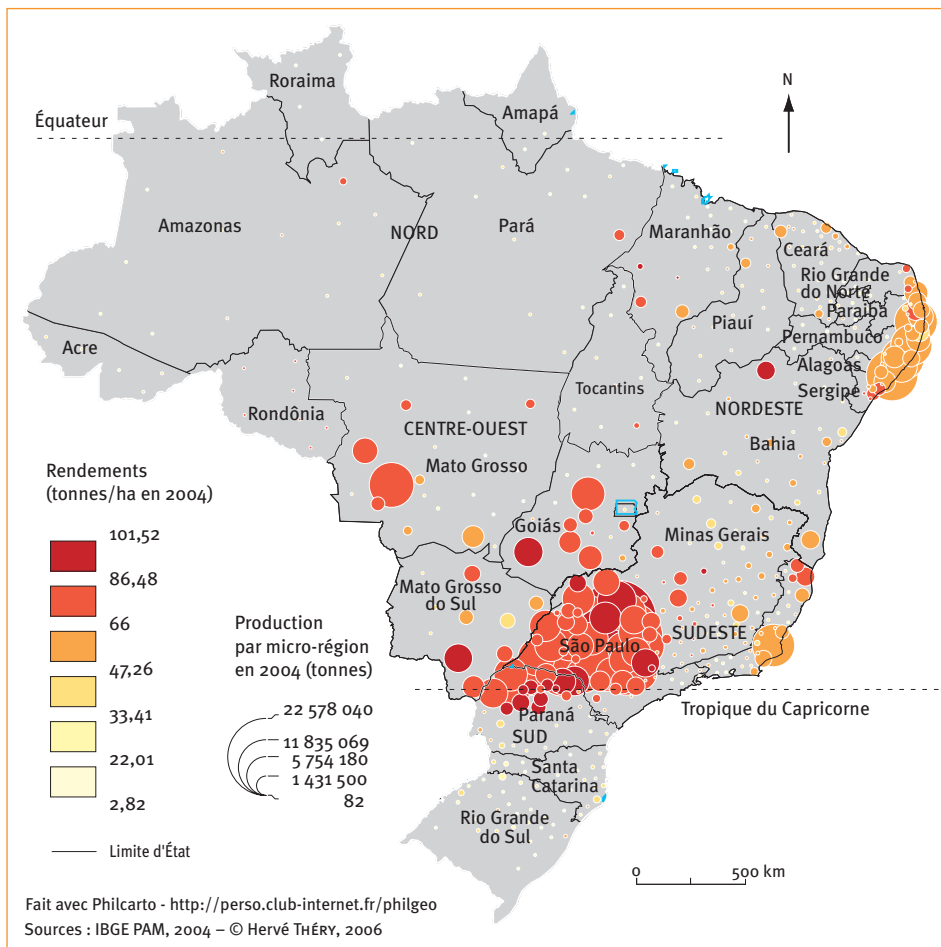 Roraima
Amapá
N
Équateur
Amazonas
NORD
Pará
Maranhão
Ceará
Rio Grande
do Norte
Paraíba
Piauí
Pernambuco
Acre
Alagoas
Tocantins
Sergipe
Rondônia
NORDESTE
CENTRE-OUEST
Bahia
Mato Grosso
Rendements
(tonnes/ha en 2004)
101,52
86,48
66
47,26
33,41
22,01
2,82
Limite d'État
Goiás
Minas Gerais
Mato Grosso
do Sul
Production
par micro-région
en 2004 (tonnes)
22 578 040
11 835 069
5 754 180
1 431 500
82
SUDESTE
São Paulo
Tropique du Capricorne
Paraná
SUD
Santa
Catarina
Rio Grande
do Sul
0
500 km
Fait avec Philcarto - http://perso.club-internet.fr/philgeo
Sources : IBGE PAM, 2004 – © Hervé THÉRY, 2006